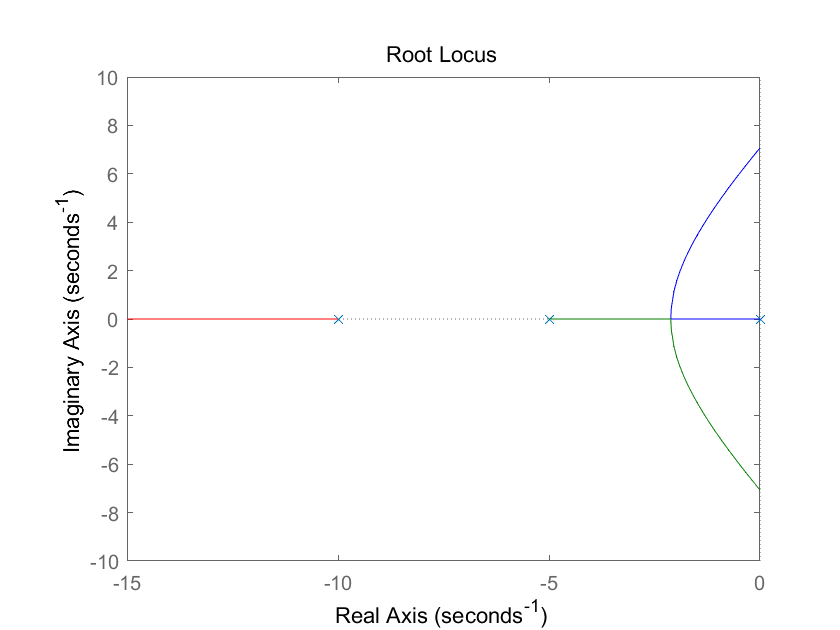 Root Locus
10
8
6
4
2
0
-2
-4
-6
-8
-10
Imaginary Axis (seconds⁻¹)
-15 -10 -5 0
Real Axis (seconds⁻¹)